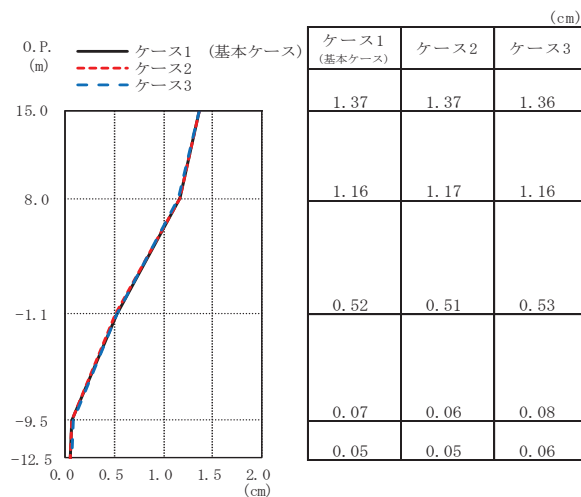 O.P.
(m)
ケース1 (基本ケース)
ケース2
ケース3
15.0
8.0
-1.1
-9.5
-12.5
0.0 0.5 1.0 1.5 2.0
(cm)
(cm)
ケース1 ケース2 ケース3
(基本ケース)
1.37 1.37 1.36
1.16 1.17 1.16
0.52 0.51 0.53
0.07 0.06 0.08
0.05 0.05 0.06